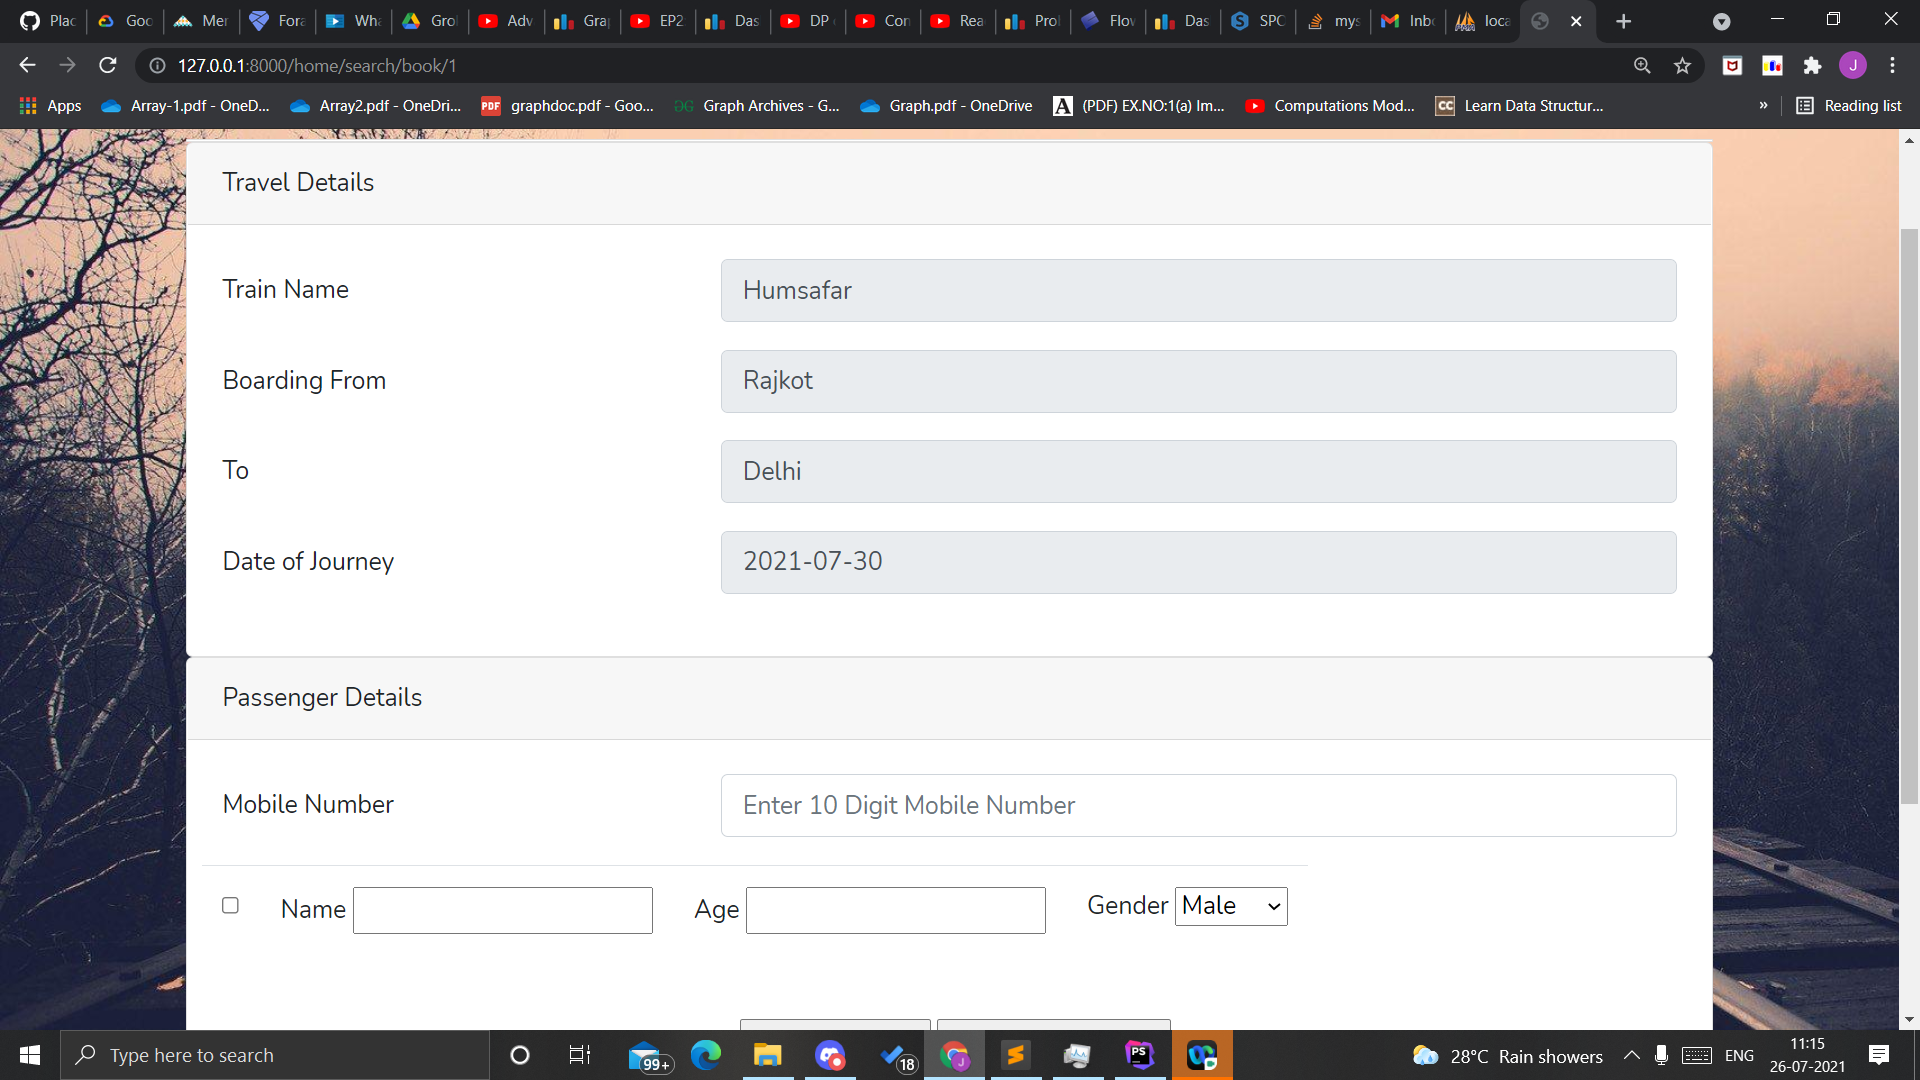 Plac
Goo
Mer
Fora
Wha
Gro
Adv
Gra
EP2
Das
DP
Con
Rea
Pro
Flov
Das
SPC
mys
Inbo
loca
127.0.0.1:8000/home/search/book/1
J
Apps
Array-1.pdf - OneD...
Array2.pdf - OneDri...
PDF
graphdoc.pdf - Goo...
Graph Archives - G...
Graph.pdf - OneDrive
A
(PDF) EX.NO:1(a) Im...
Computations Mod...
CC
Learn Data Structur...
»
Reading list
Travel Details
Train Name
Humsafar
Boarding From
Rajkot
To
Delhi
Date of Journey
2021-07-30
Passenger Details
Mobile Number
Enter 10 Digit Mobile Number
Name
Age
Gender
Male
Type here to search
99+
18
J
PS
28°C Rain showers
ENG
11:15
26-07-2021